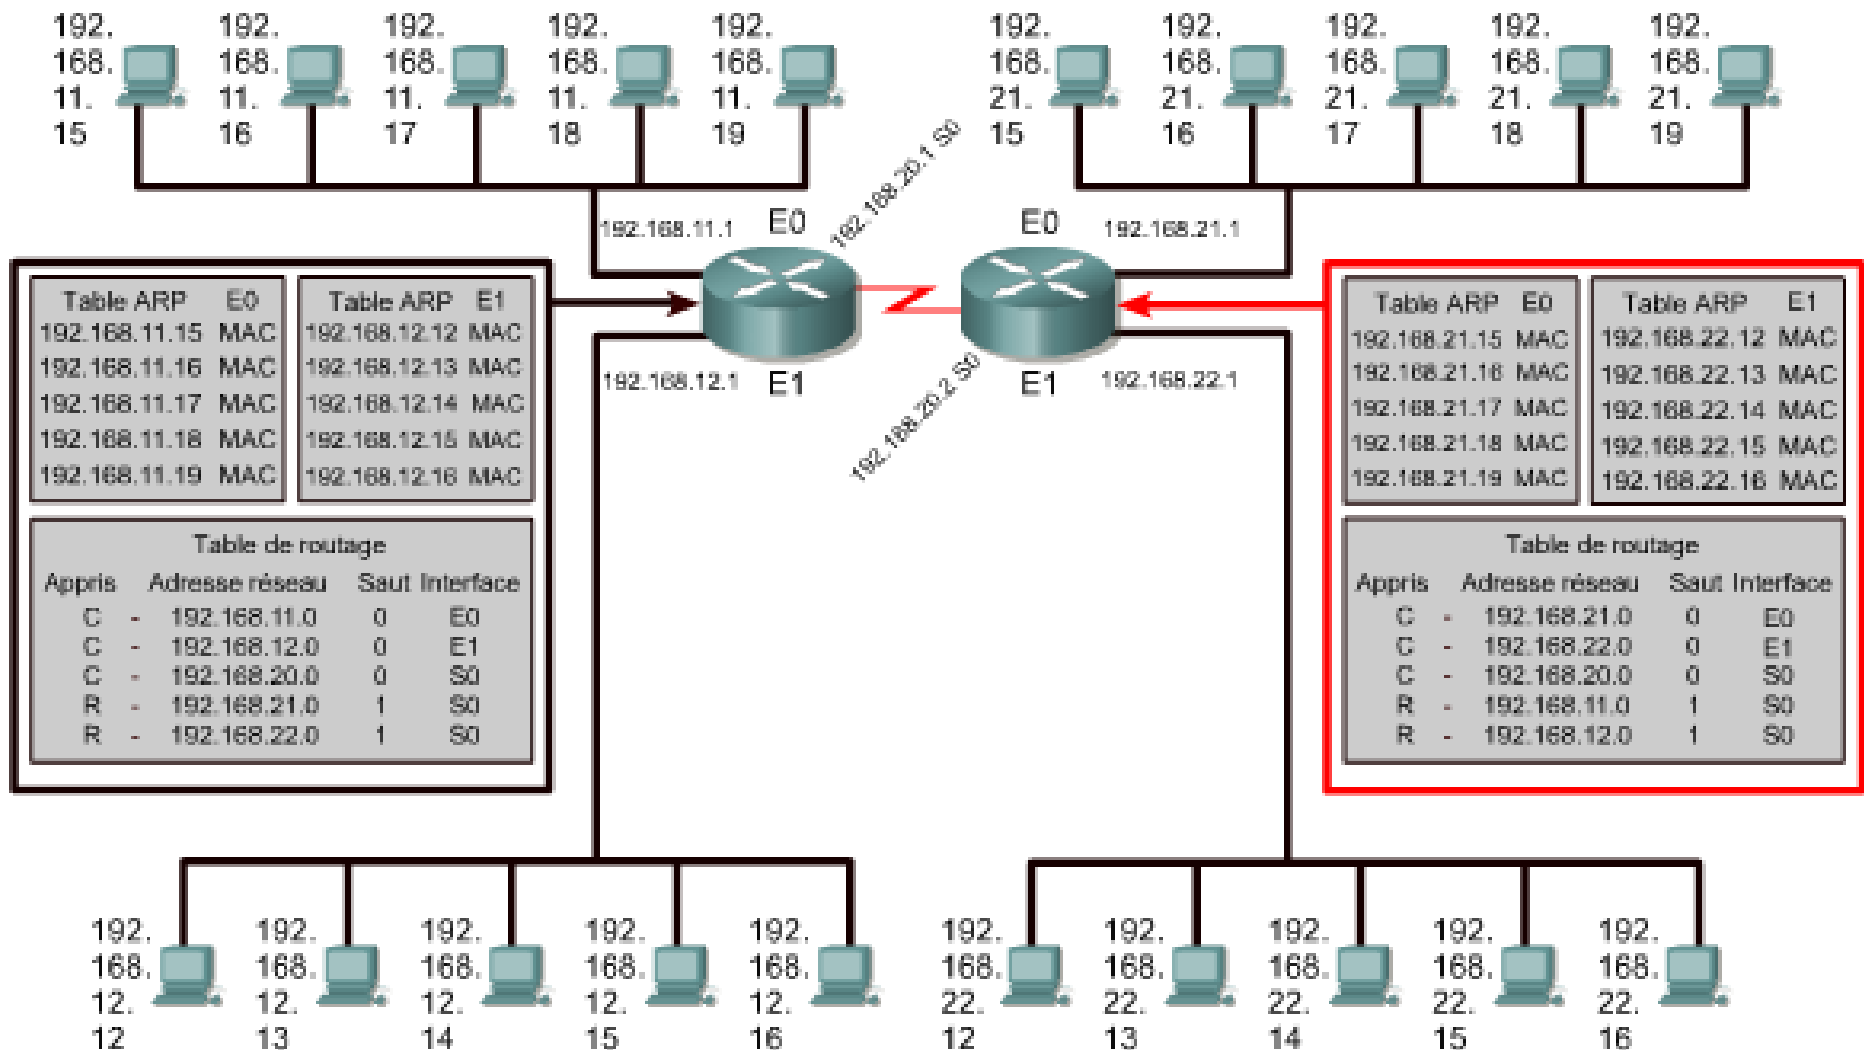 192.
168.
11.
15
192.
168.
11.
16
192.
168.
11.
17
192.
168.
11.
18
192.
168.
11.
19
192.
168.
21.
15
192.
168.
21.
16
192.
168.
21.
17
192.
168.
21.
18
192.
168.
21.
19
192.168.11.1
E0
192.168.20.1 S0
E0
192.168.21.1
192.168.12.1
E1
192.168.20.2 S0
E1
192.168.22.1
Table ARP E0
192.168.11.15 MAC
192.168.11.16 MAC
192.168.11.17 MAC
192.168.11.18 MAC
192.168.11.19 MAC
Table ARP E1
192.168.12.12 MAC
192.168.12.13 MAC
192.168.12.14 MAC
192.168.12.15 MAC
192.168.12.16 MAC
Table de routage
Appris Adresse réseau Saut Interface
C - 192.168.11.0 0 E0
C - 192.168.12.0 0 E1
C - 192.168.20.0 0 S0
R - 192.168.21.0 1 S0
R - 192.168.22.0 1 S0
Table ARP E0
192.168.21.15 MAC
192.168.21.16 MAC
192.168.21.17 MAC
192.168.21.18 MAC
192.168.21.19 MAC
Table ARP E1
192.168.22.12 MAC
192.168.22.13 MAC
192.168.22.14 MAC
192.168.22.15 MAC
192.168.22.16 MAC
Table de routage
Appris Adresse réseau Saut Interface
C - 192.168.21.0 0 E0
C - 192.168.22.0 0 E1
C - 192.168.20.0 0 S0
R - 192.168.11.0 1 S0
R - 192.168.12.0 1 S0
192.
168.
12.
12
192.
168.
12.
13
192.
168.
12.
14
192.
168.
12.
15
192.
168.
12.
16
192.
168.
22.
12
192.
168.
22.
13
192.
168.
22.
14
192.
168.
22.
15
192.
168.
22.
16